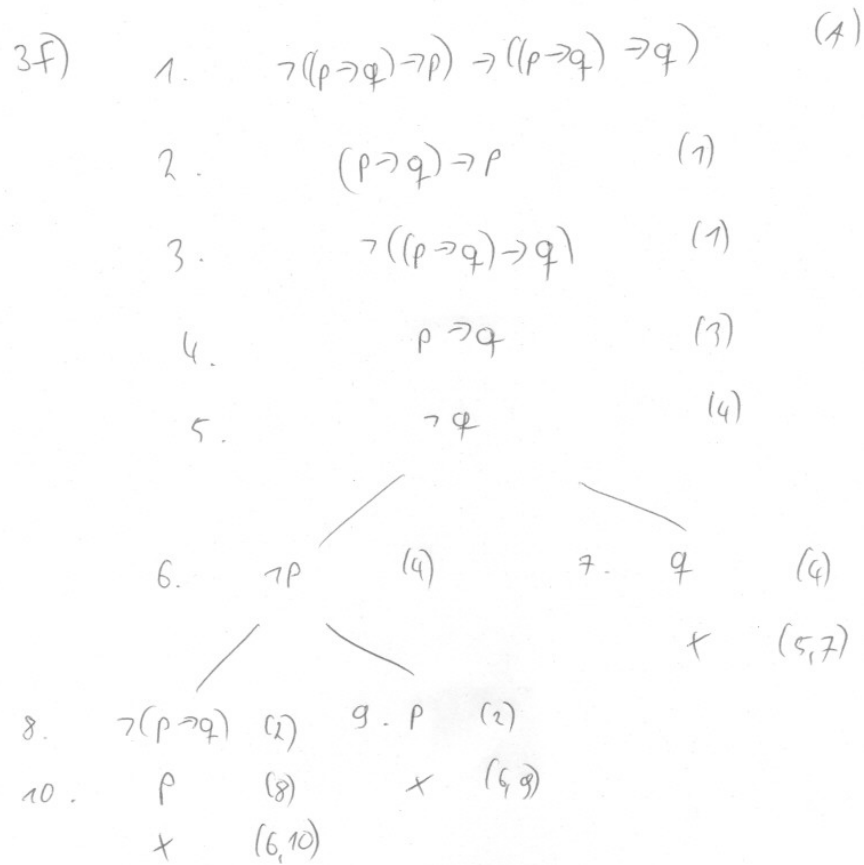 3f) 1. ¬((p→q)→p) → ((p→q) →q) (A)
2. (p→q)→p (1)
3. ¬((p→q)→q) (1)
4. p→q (3)
5. ¬q (4)
6. ¬p (4) 7. q (4)
× (5,7)
8. ¬(p→q) (2) 9. p (2)
10. p (8) × (6,9)
× (6,10)